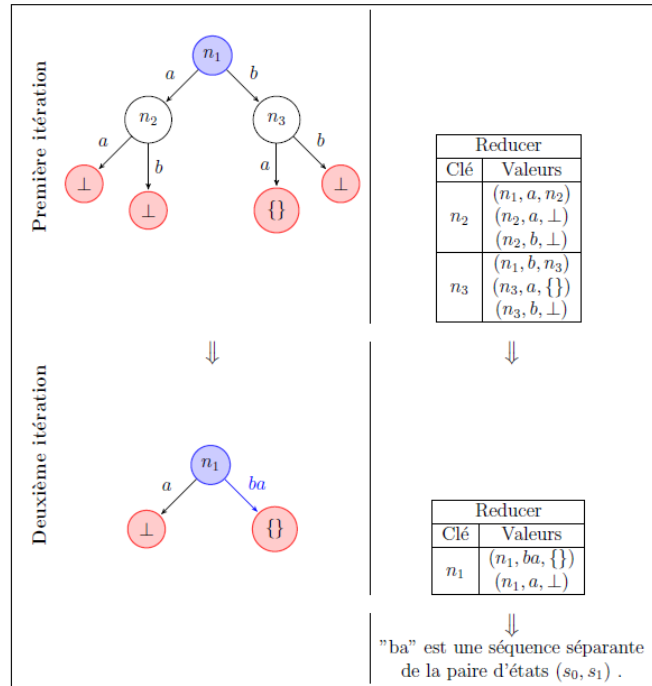 Première itération
n₁
a b
n₂ n₃
a b a b
⊥ ⊥ {} ⊥
Reducer
Clé Valeurs
n₂ (n₁, a, n₂)
(n₂, a, ⊥)
(n₂, b, ⊥)
n₃ (n₁, b, n₃)
(n₃, a, {})
(n₃, b, ⊥)
⇓ ⇓
Deuxième itération
n₁
a ba
⊥ {}
Reducer
Clé Valeurs
n₁ (n₁, ba, {})
(n₁, a, ⊥)
⇓
"ba" est une séquence séparante
de la paire d'états (s₀, s₁) .